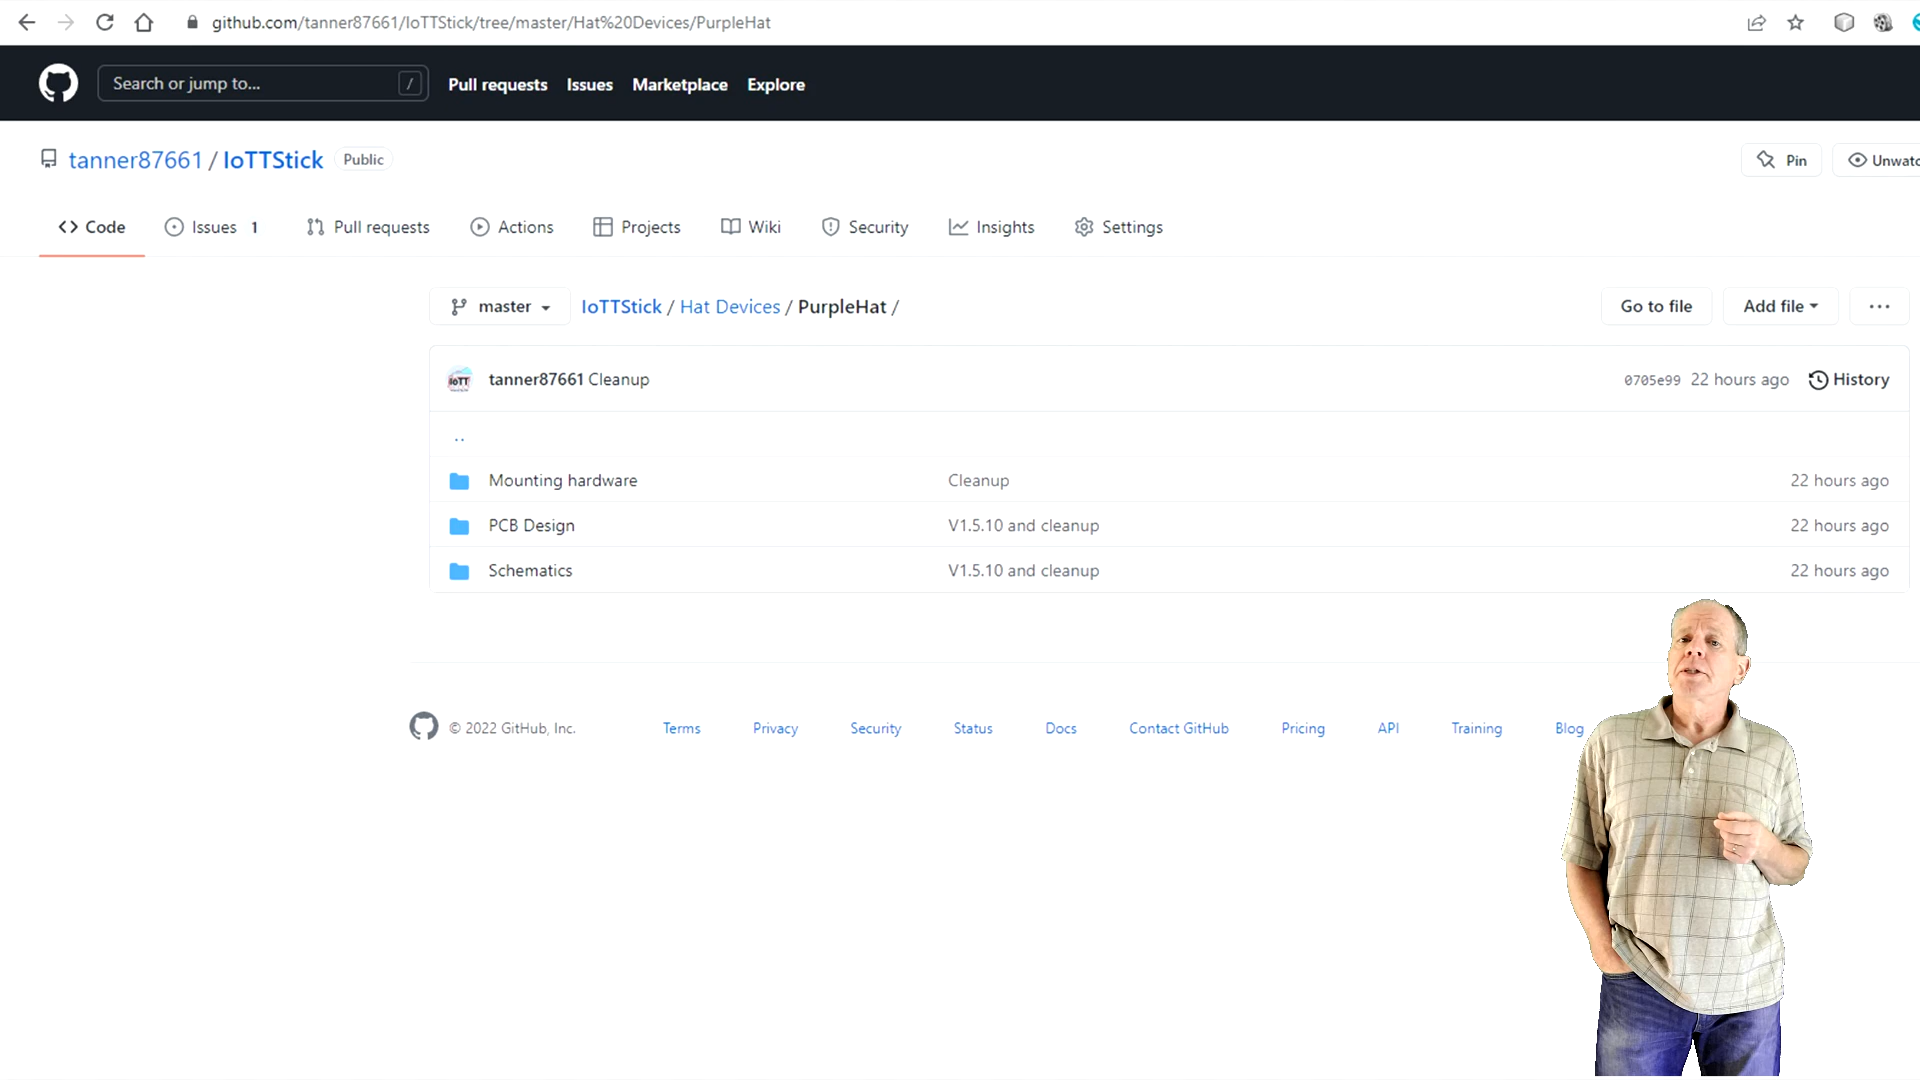 github.com/tanner87661/IoTTStick/tree/master/Hat%20Devices/PurpleHat
Search or jump to... /
Pull requests Issues Marketplace Explore
tanner87661 / IoTTStick Public
Pin Unwatc
Code Issues 1 Pull requests Actions Projects Wiki Security Insights Settings
master IoTTStick / Hat Devices / PurpleHat /
Go to file Add file ...
IoTT tanner87661 Cleanup 0705e99 22 hours ago History
..
Mounting hardware Cleanup 22 hours ago
PCB Design V1.5.10 and cleanup 22 hours ago
Schematics V1.5.10 and cleanup 22 hours ago
© 2022 GitHub, Inc. Terms Privacy Security Status Docs Contact GitHub Pricing API Training Blog